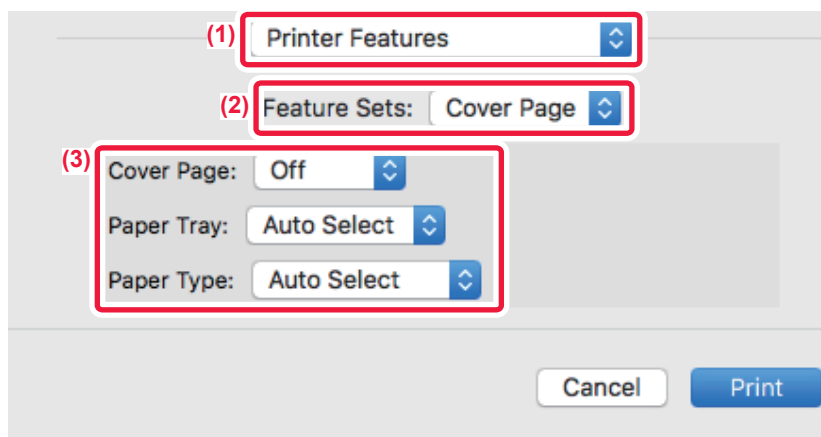 (1) Printer Features
(2) Feature Sets: Cover Page
(3)
Cover Page: Off
Paper Tray: Auto Select
Paper Type: Auto Select
Cancel Print